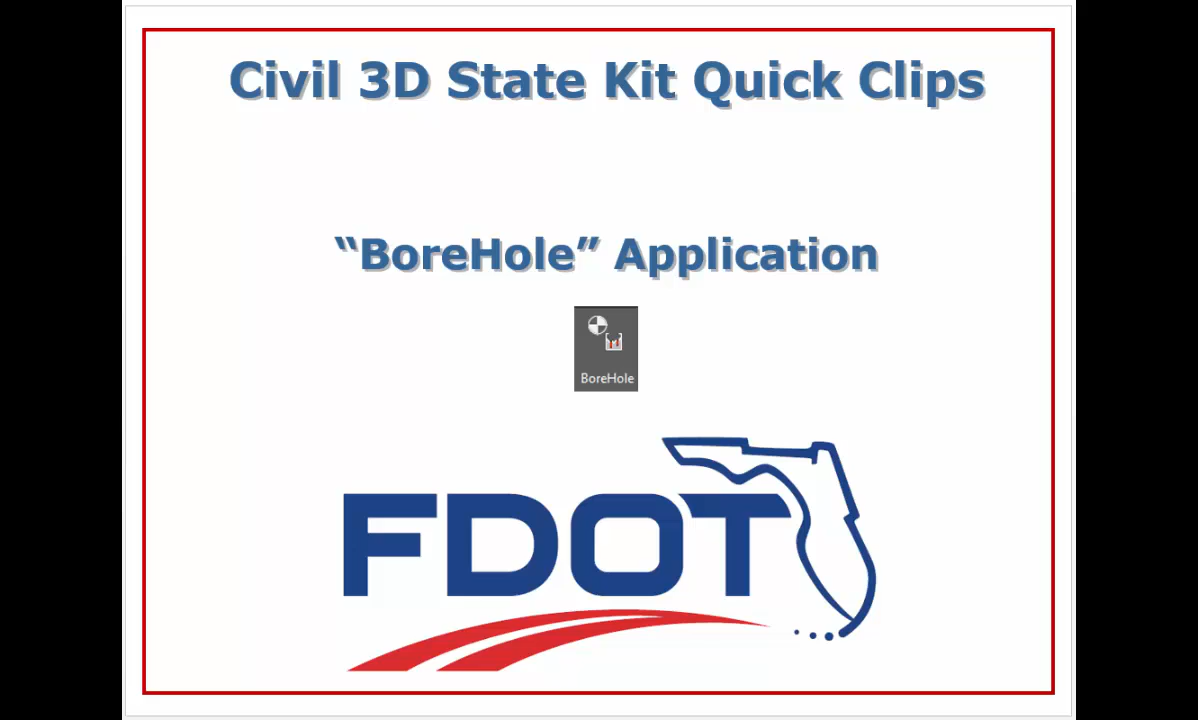 Civil 3D State Kit Quick Clips
“BoreHole” Application
BoreHole
FDOT